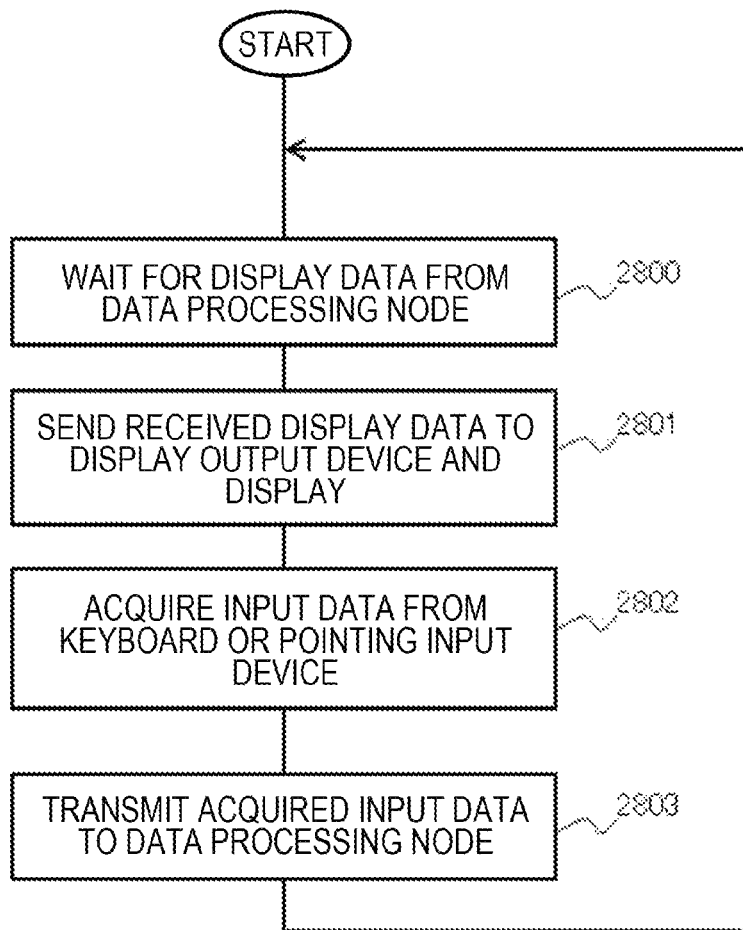 START
WAIT FOR DISPLAY DATA FROM
DATA PROCESSING NODE
2800
SEND RECEIVED DISPLAY DATA TO
DISPLAY OUTPUT DEVICE AND
DISPLAY
2801
ACQUIRE INPUT DATA FROM
KEYBOARD OR POINTING INPUT
DEVICE
2802
TRANSMIT ACQUIRED INPUT DATA
TO DATA PROCESSING NODE
2803